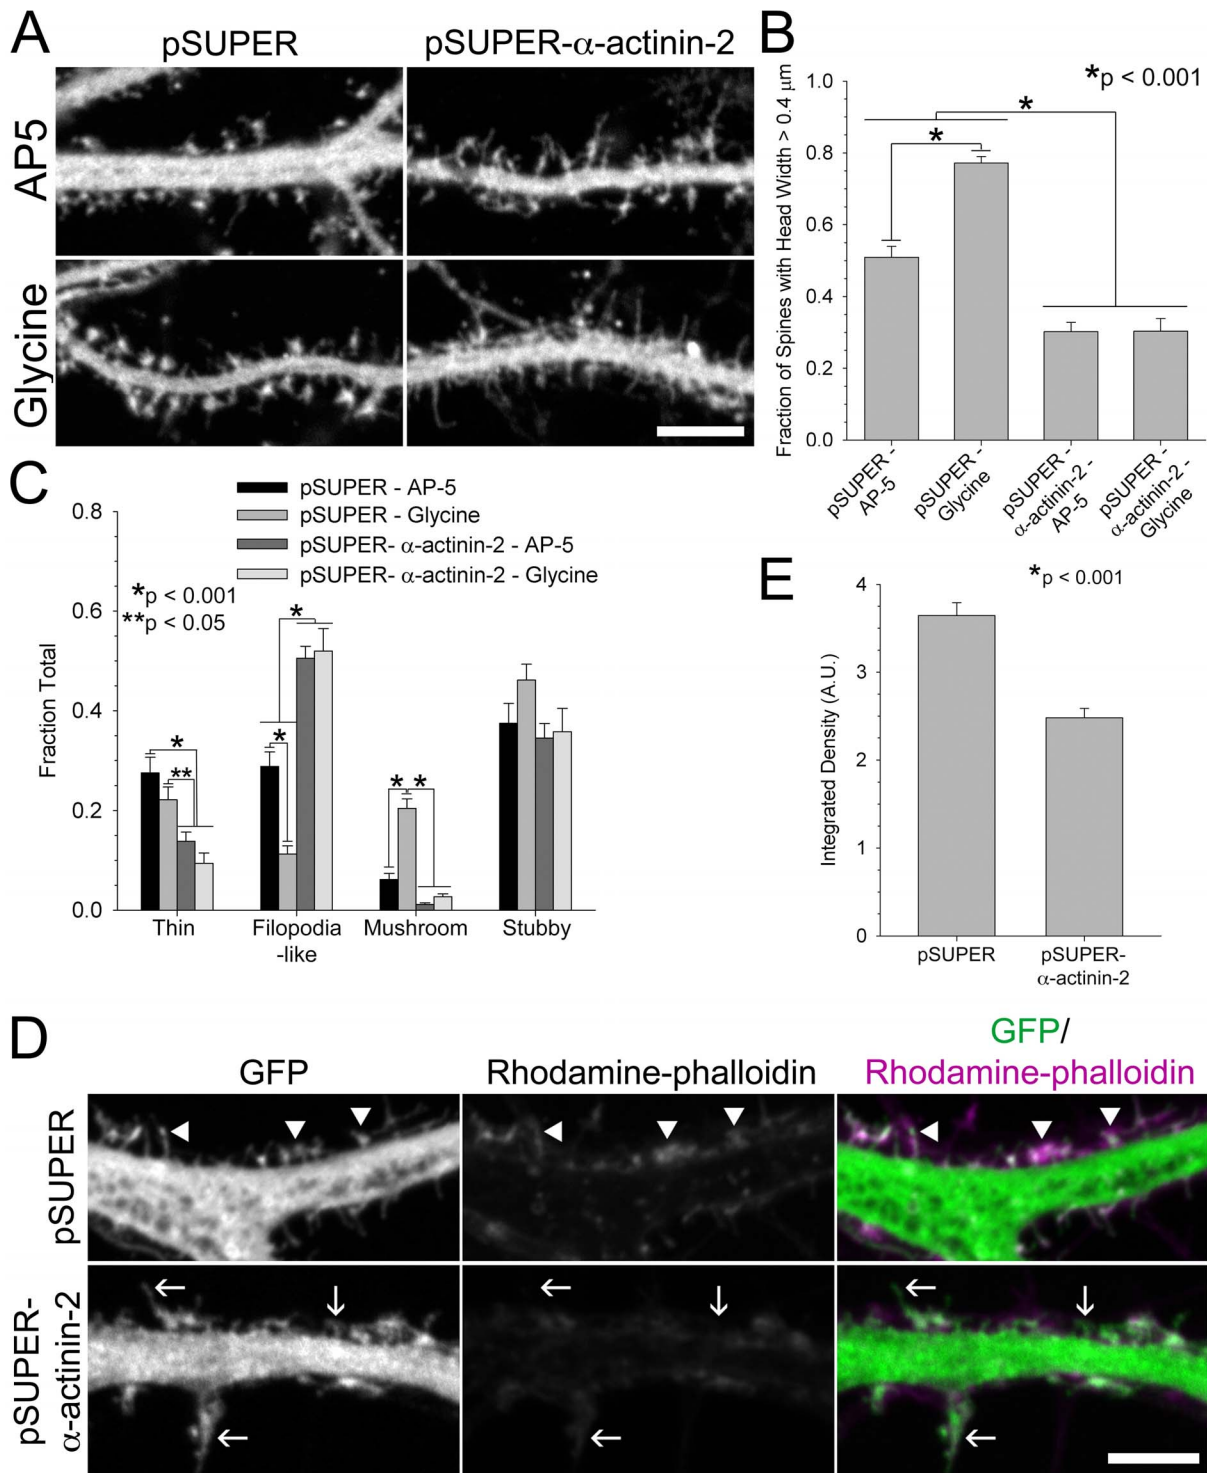 A
pSUPER
pSUPER-α-actinin-2
AP5
Glycine
B
*p < 0.001
*
*
Fraction of Spines with Head Width > 0.4 µm
1.0
0.8
0.6
0.4
0.2
0.0
pSUPER -
AP-5
pSUPER -
Glycine
pSUPER -
α-actinin-2 -
AP-5
pSUPER -
α-actinin-2 -
Glycine
C
pSUPER - AP-5
pSUPER - Glycine
pSUPER- α-actinin-2 - AP-5
pSUPER- α-actinin-2 - Glycine
*p < 0.001
**p < 0.05
Fraction Total
0.8
0.6
0.4
0.2
0.0
*
**
*
*
* *
Thin
Filopodia
-like
Mushroom
Stubby
E
*p < 0.001
Integrated Density (A.U.)
4
3
2
1
0
pSUPER
pSUPER-
α-actinin-2
D
GFP
Rhodamine-phalloidin
GFP/
Rhodamine-phalloidin
pSUPER
pSUPER-
α-actinin-2